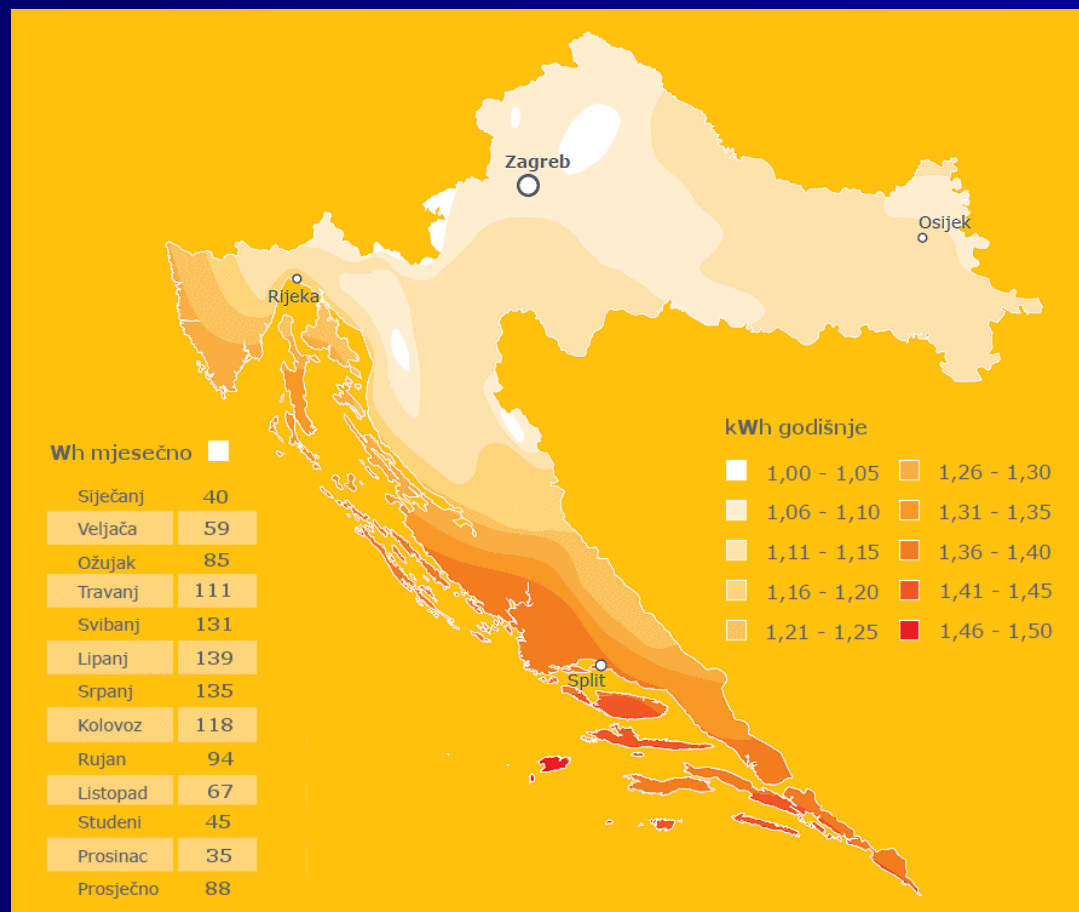 Zagreb
Osijek
Rijeka
Split
Wh mjesečno
Siječanj 40
Veljača 59
Ožujak 85
Travanj 111
Svibanj 131
Lipanj 139
Srpanj 135
Kolovoz 118
Rujan 94
Listopad 67
Studeni 45
Prosinac 35
Prosječno 88
kWh godišnje
1,00 - 1,05 1,26 - 1,30
1,06 - 1,10 1,31 - 1,35
1,11 - 1,15 1,36 - 1,40
1,16 - 1,20 1,41 - 1,45
1,21 - 1,25 1,46 - 1,50